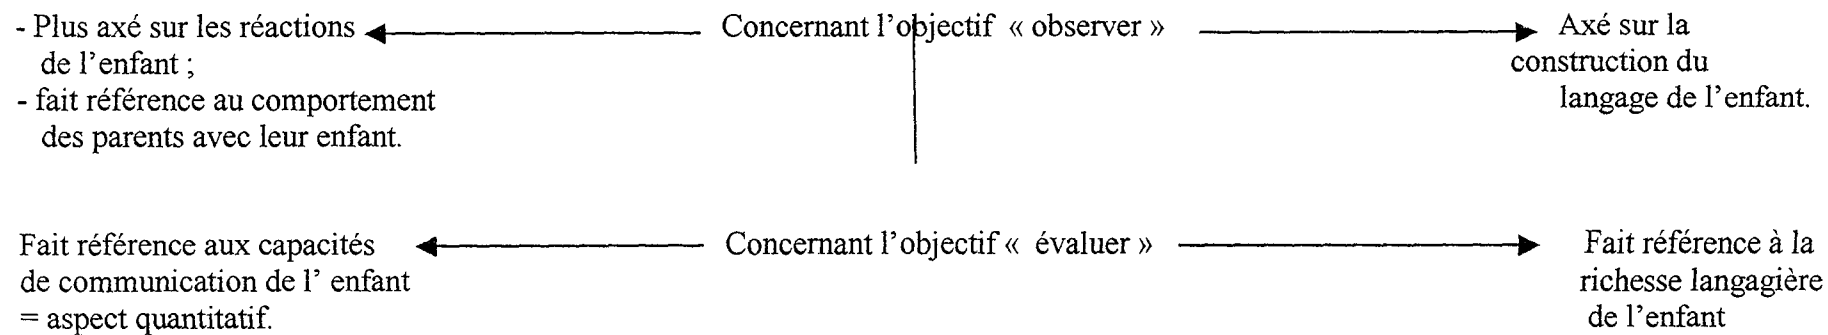 - Plus axé sur les réactions
de l'enfant ;
- fait référence au comportement
des parents avec leur enfant.
Concernant l'objectif « observer »
Axé sur la
construction du
langage de l'enfant.
Fait référence aux capacités
de communication de l' enfant
= aspect quantitatif.
Concernant l'objectif « évaluer »
Fait référence à la
richesse langagière
de l'enfant